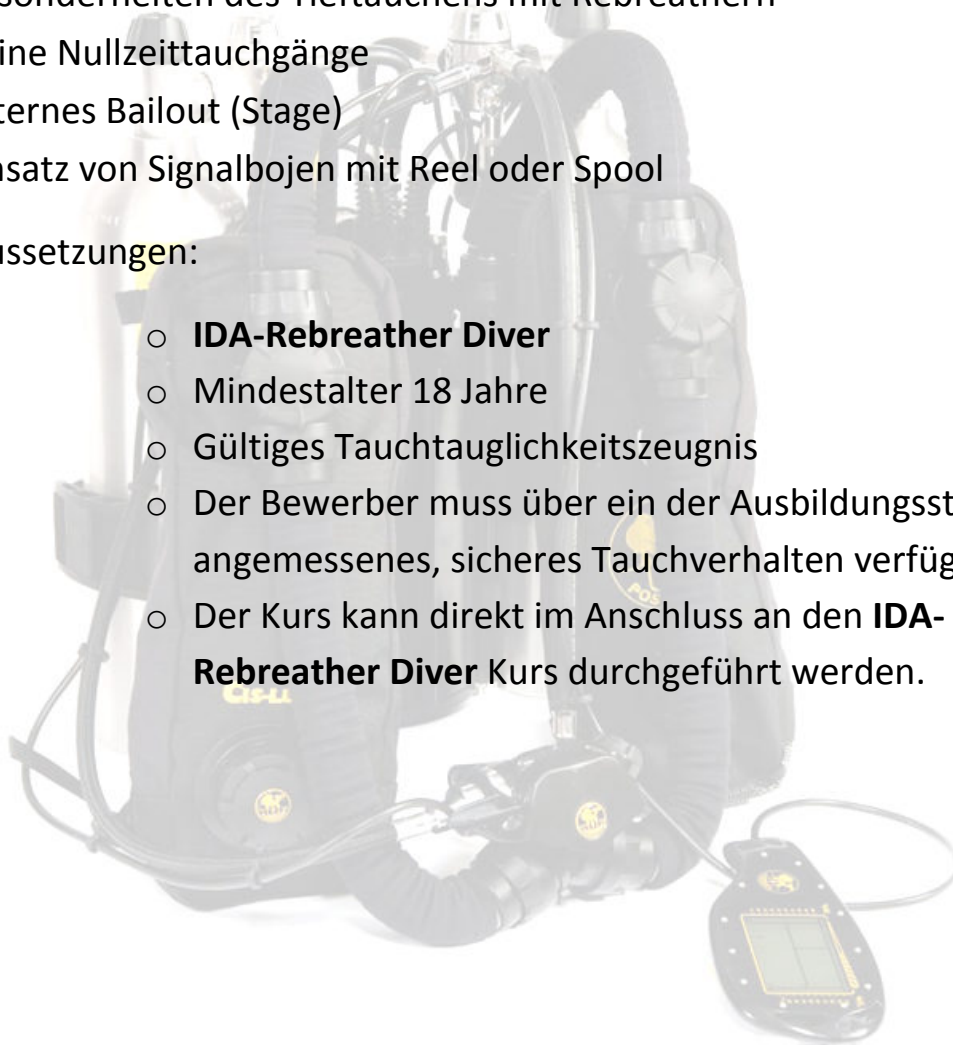 sonderheiten des Tieftauchens mit Rebreathern
ine Nullzeittauchgänge
ternes Bailout (Stage)
nsatz von Signalbojen mit Reel oder Spool
ussetzungen:
o IDA-Rebreather Diver
o Mindestalter 18 Jahre
o Gültiges Tauchtauglichkeitszeugnis
o Der Bewerber muss über ein der Ausbildungsst
angemessenes, sicheres Tauchverhalten verfüg
o Der Kurs kann direkt im Anschluss an den IDA-
Rebreather Diver Kurs durchgeführt werden.
POS